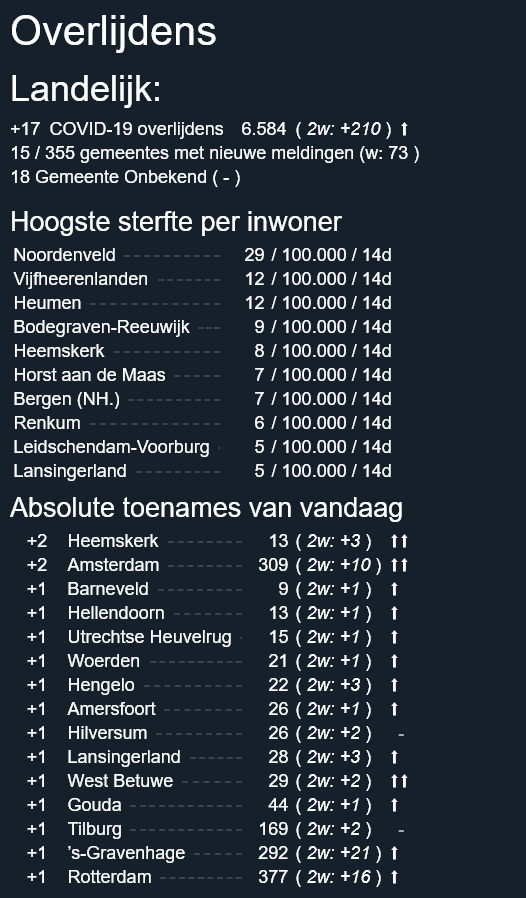 Overlijdens
Landelijk:
+17 COVID-19 overlijdens 6.584 ( 2w: +210 ) ⬆
15 / 355 gemeentes met nieuwe meldingen (w: 73 )
18 Gemeente Onbekend ( - )
Hoogste sterfte per inwoner
Noordenveld ---------- 29 / 100.000 / 14d
Vijfheerenlanden ------- 12 / 100.000 / 14d
Heumen ------------- 12 / 100.000 / 14d
Bodegraven-Reeuwijk --- 9 / 100.000 / 14d
Heemskerk ----------- 8 / 100.000 / 14d
Horst aan de Maas ----- 7 / 100.000 / 14d
Bergen (NH.) ---------- 7 / 100.000 / 14d
Renkum ------------- 6 / 100.000 / 14d
Leidschendam-Voorburg - 5 / 100.000 / 14d
Lansingerland --------- 5 / 100.000 / 14d
Absolute toenames van vandaag
+2 Heemskerk -------- 13 ( 2w: +3 ) ⬆⬆
+2 Amsterdam -------- 309 ( 2w: +10 ) ⬆⬆
+1 Barneveld --------- 9 ( 2w: +1 ) ⬆
+1 Hellendoorn -------- 13 ( 2w: +1 ) ⬆
+1 Utrechtse Heuvelrug - 15 ( 2w: +1 ) ⬆
+1 Woerden ---------- 21 ( 2w: +1 ) ⬆
+1 Hengelo ---------- 22 ( 2w: +3 ) ⬆
+1 Amersfoort -------- 26 ( 2w: +1 ) ⬆
+1 Hilversum --------- 26 ( 2w: +2 ) -
+1 Lansingerland ------ 28 ( 2w: +3 ) ⬆
+1 West Betuwe ------- 29 ( 2w: +2 ) ⬆⬆
+1 Gouda ------------ 44 ( 2w: +1 ) ⬆
+1 Tilburg ------------ 169 ( 2w: +2 ) -
+1 's-Gravenhage ----- 292 ( 2w: +21 ) ⬆
+1 Rotterdam --------- 377 ( 2w: +16 ) ⬆